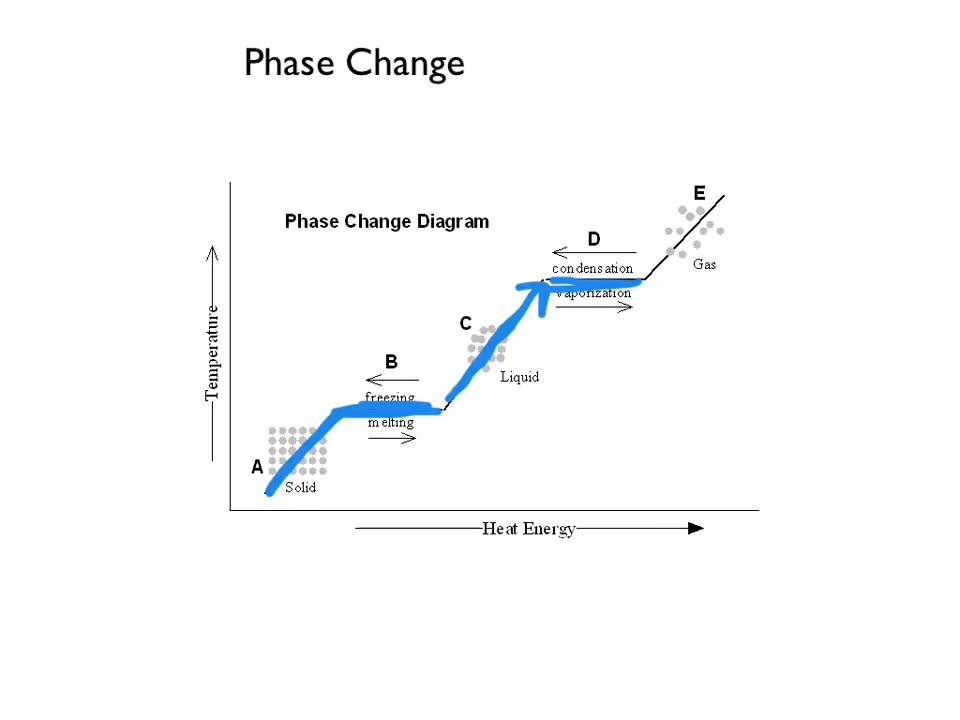 Phase Change
Phase Change Diagram
E
D
condensation
Gas
vaporization
C
Temperature
B
Liquid
freezing
melting
A
Solid
Heat Energy